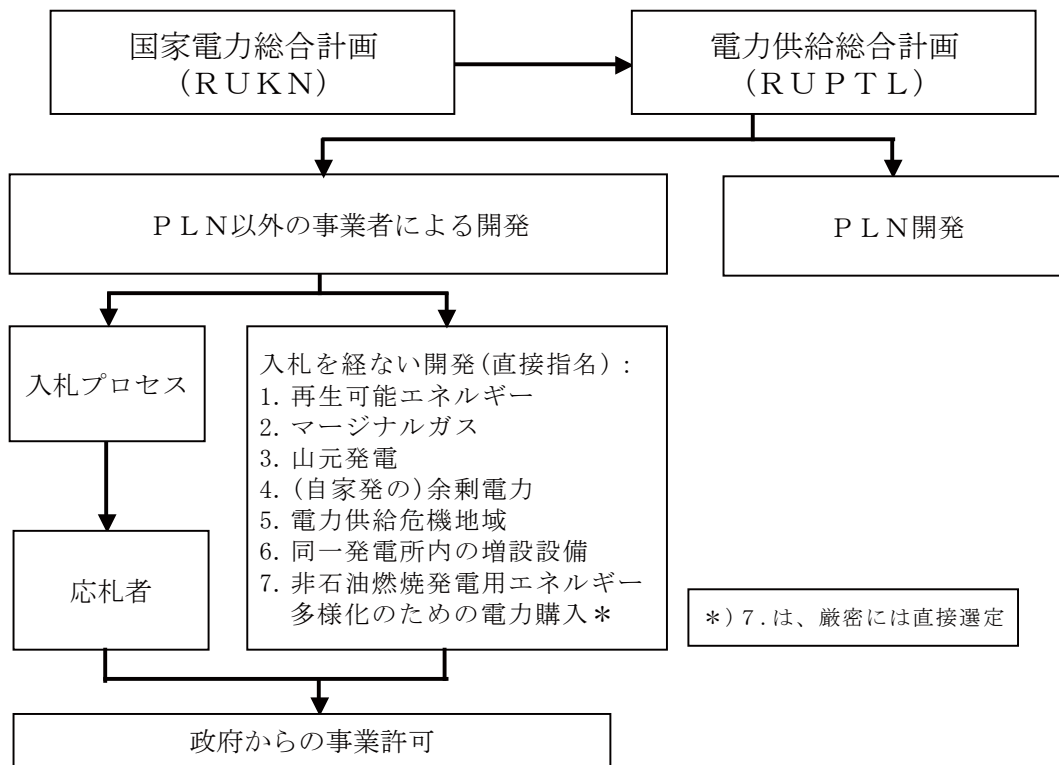 国家電力総合計画
（ＲＵＫＮ）
電力供給総合計画
（ＲＵＰＴＬ）
ＰＬＮ以外の事業者による開発
ＰＬＮ開発
入札プロセス
入札を経ない開発(直接指名)：
1. 再生可能エネルギー
2. マージナルガス
3. 山元発電
4. (自家発の)余剰電力
5. 電力供給危機地域
6. 同一発電所内の増設設備
7. 非石油燃焼発電用エネルギー
多様化のための電力購入＊
応札者
＊）７.は、厳密には直接選定
政府からの事業許可